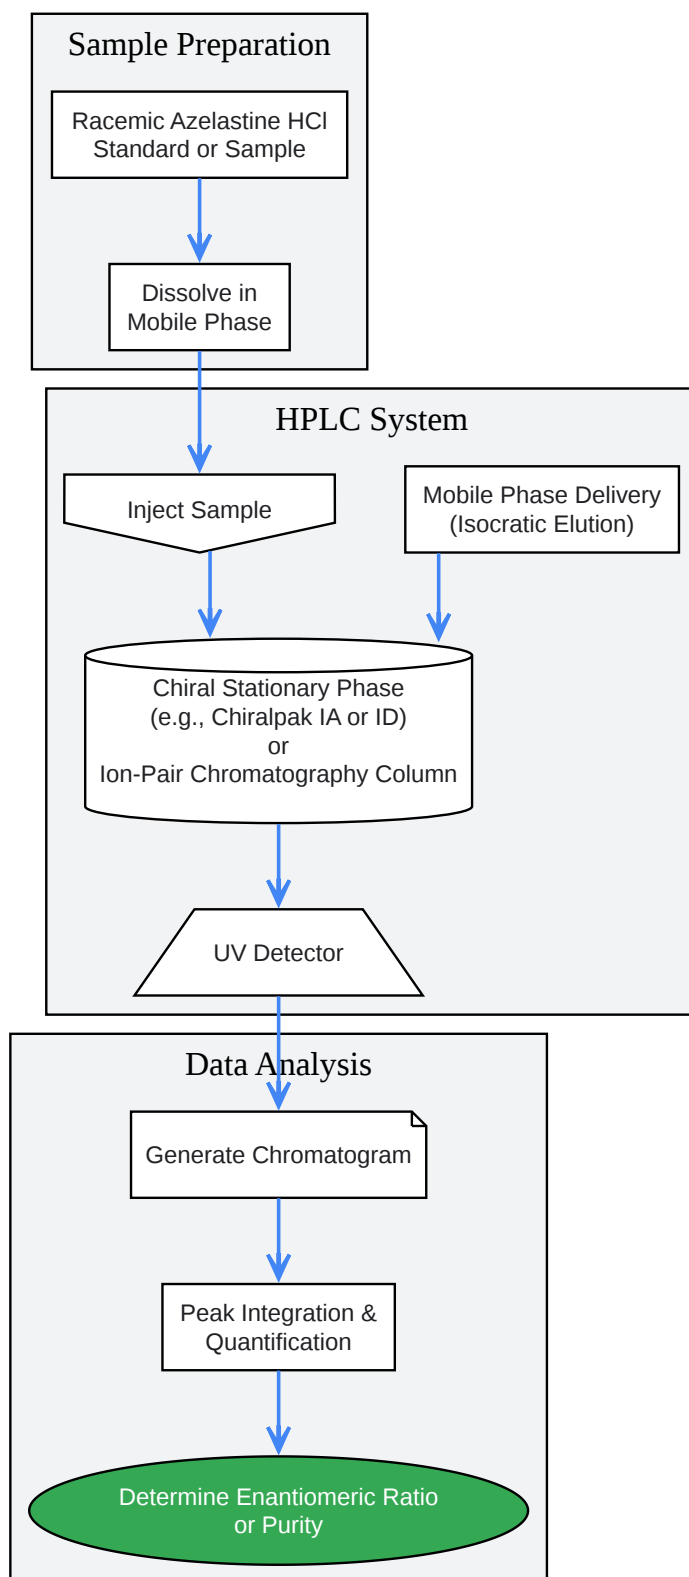 Sample Preparation
Racemic Azelastine HCl
Standard or Sample
Dissolve in
Mobile Phase
HPLC System
Inject Sample
Mobile Phase Delivery
(Isocratic Elution)
Chiral Stationary Phase
(e.g., Chiralpak IA or ID)
or
Ion-Pair Chromatography Column
UV Detector
Data Analysis
Generate Chromatogram
Peak Integration &
Quantification
Determine Enantiomeric Ratio
or Purity